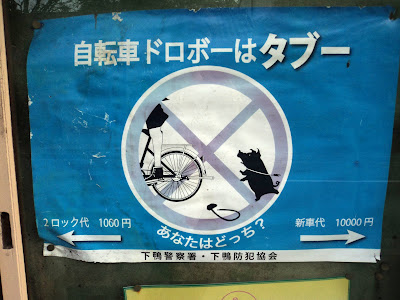 自転車ドロボーはタブー
2ロック代 1060円
新車代 10000円
あなたはどっち?
下鴨警察署・下鴨防犯協会